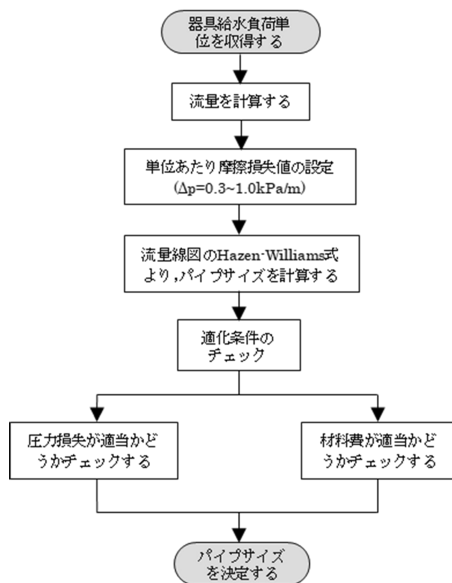 器具給水負荷単
位を取得する
流量を計算する
単位あたり摩擦損失値の設定
(Δp=0.3~1.0kPa/m)
流量線図のHazen-Williams式
より,パイプサイズを計算する
適化条件の
チェック
圧力損失が適当かど
うかチェックする
材料費が適当かど
うかチェックする
パイプサイズ
を決定する